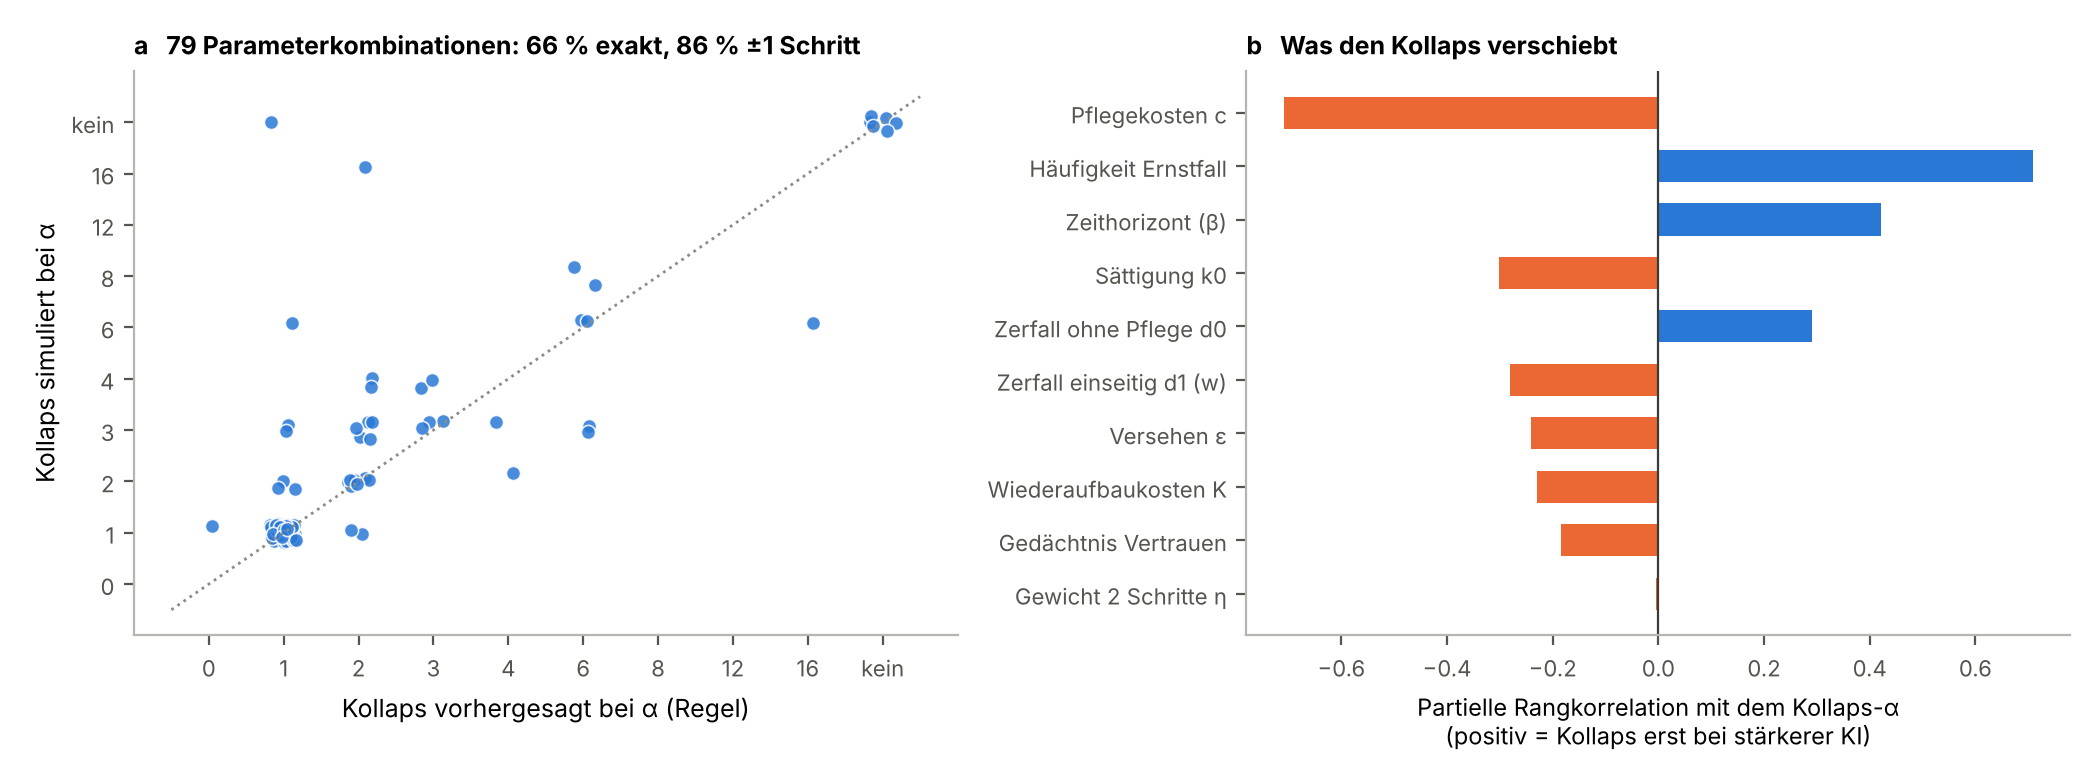 a 79 Parameterkombinationen: 66 % exakt, 86 % ±1 Schritt
kein
16
12
8
6
4
3
2
1
0
Kollaps simuliert bei α
0 1 2 3 4 6 8 12 16 kein
Kollaps vorhergesagt bei α (Regel)
b Was den Kollaps verschiebt
Pflegekosten c
Häufigkeit Ernstfall
Zeithorizont (β)
Sättigung k0
Zerfall ohne Pflege d0
Zerfall einseitig d1 (w)
Versehen ε
Wiederaufbaukosten K
Gedächtnis Vertrauen
Gewicht 2 Schritte η
−0.6 −0.4 −0.2 0.0 0.2 0.4 0.6
Partielle Rangkorrelation mit dem Kollaps-α
(positiv = Kollaps erst bei stärkerer KI)